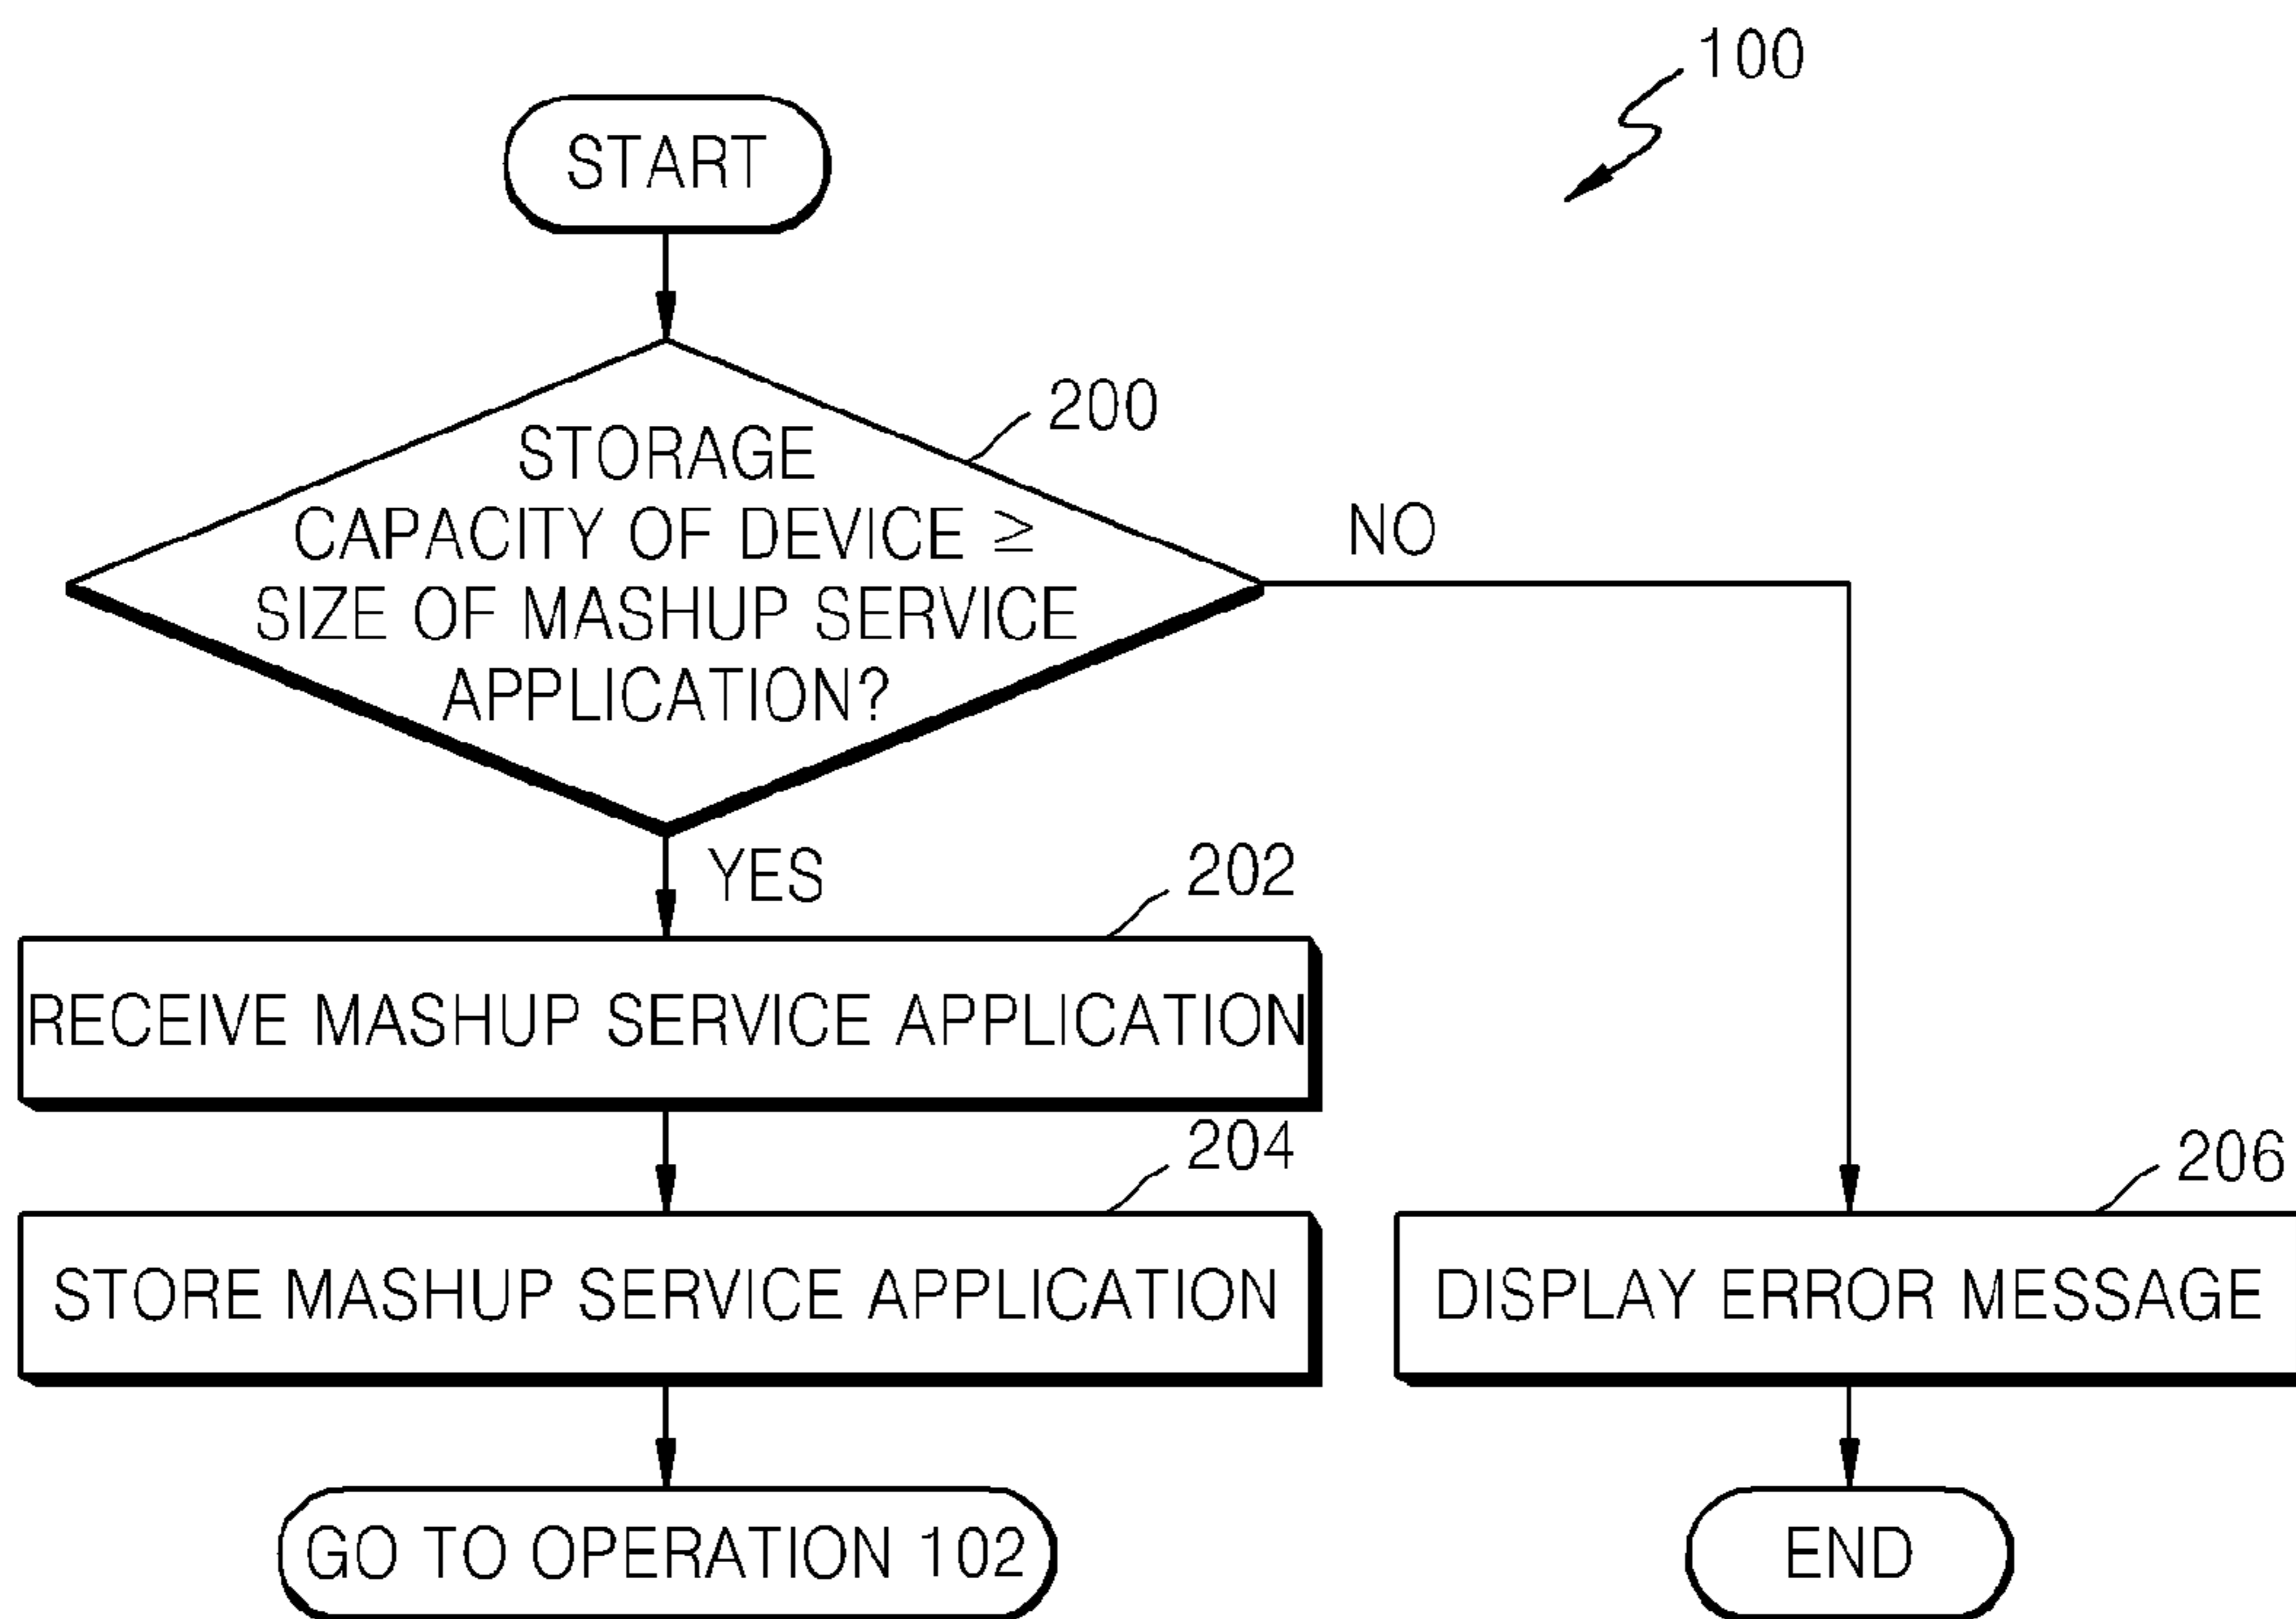 100
START
200
STORAGE
CAPACITY OF DEVICE ≥
SIZE OF MASHUP SERVICE
APPLICATION?
NO
YES
202
RECEIVE MASHUP SERVICE APPLICATION
204
STORE MASHUP SERVICE APPLICATION
206
DISPLAY ERROR MESSAGE
GO TO OPERATION 102
END